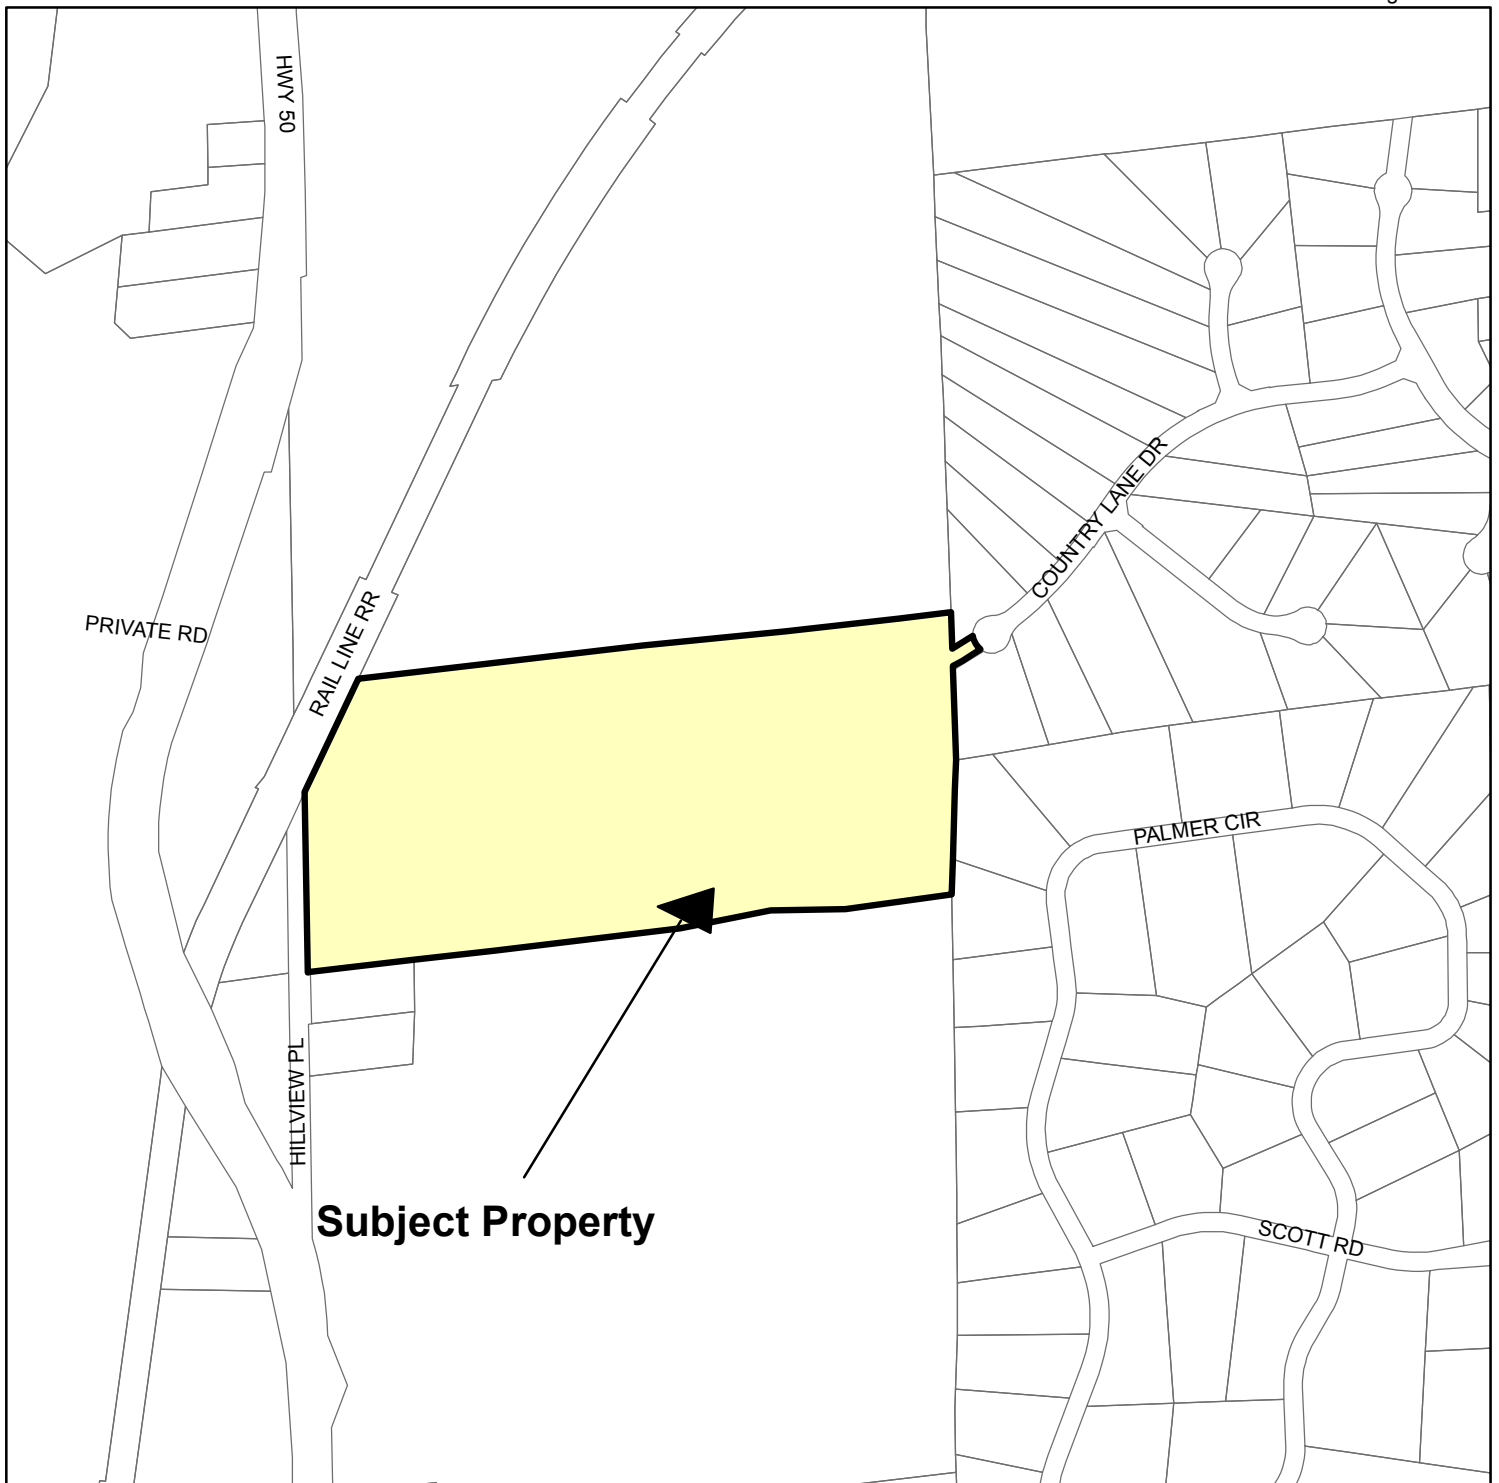 HWY 50
COUNTRY LANE DR
PRIVATE RD
RAIL LINE RR
PALMER CIR
HILLVIEW PL
Subject Property
SCOTT RD